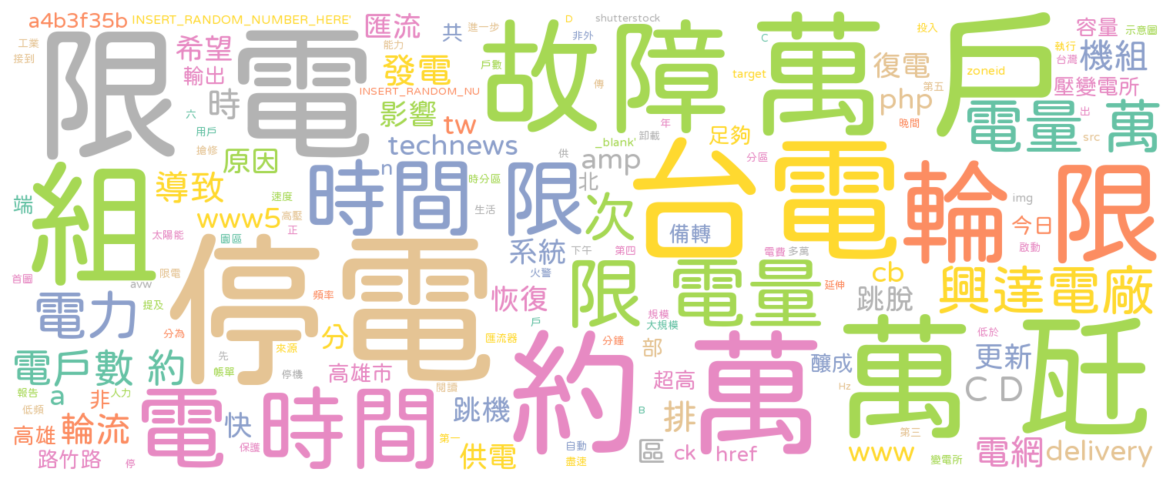 a4b3f35b
INSERT_RANDOM_NUMBER_HERE'
匯流
共
進一步
D
shutterstock
投入
容量
示意圖
工業
接到
限電
希望
輸出
時
發電
能力
戶數
INSERT_RANDOM_NU
影響
tw
故障
非外
傳
萬
C
target
復電
php
晚間
戶
zoneid
第五
執行
台灣
機組
壓變電所
電量
萬
出
src
六
用戶
搶修
原因
technews
n
_blank'
年
卸載
足夠
分區
供
amp
北
組
端
導致
www5
速度
高壓
正
園區
太陽能
時間
時分區
生活
限
次
台電
備轉
輪
限
img
今日
啟動
首圖
avw
限電
停電
頻率
系統
下午
火警
第四
電費
多萬
延伸
恢復
限
電量
cb
跳脫
興達電廠
電力
提及
分為
分
匯流器
戶
規模
大規模
約
萬
分鐘
部
釀成
萬
瓩
低於
更新
C
D
電戶數
約
先
來源
帳單
停機
高雄市
閱讀
超高
報告
人力
a
非
低頻
電
時間
快
跳機
排
B
Hz
第三
高雄
輪流
路竹路
停
保護
第一
供電
自動
盡速
區
ck
href
www
變電所
電網
delivery